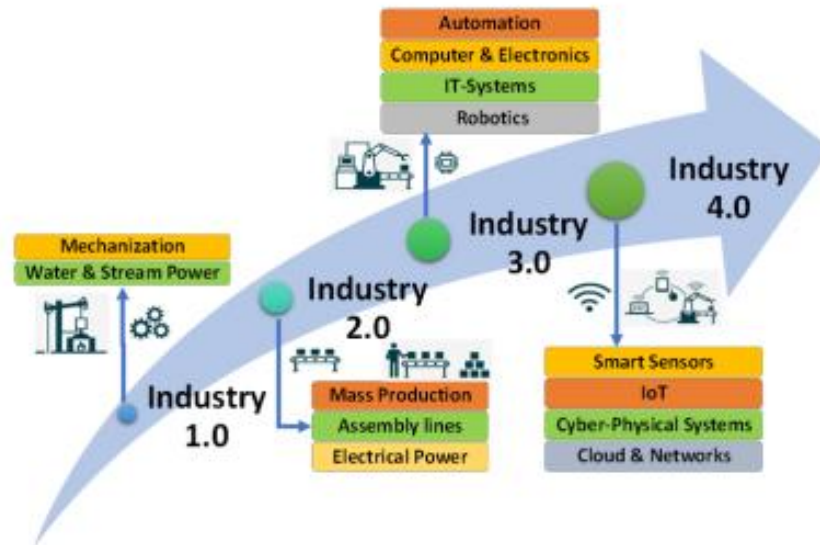 Automation
Computer & Electronics
IT-Systems
Robotics
Industry
4.0
Industry
3.0
Mechanization
Water & Stream Power
Industry
2.0
Smart Sensors
IoT
Cyber-Physical Systems
Cloud & Networks
Mass Production
Assembly lines
Electrical Power
Industry
1.0